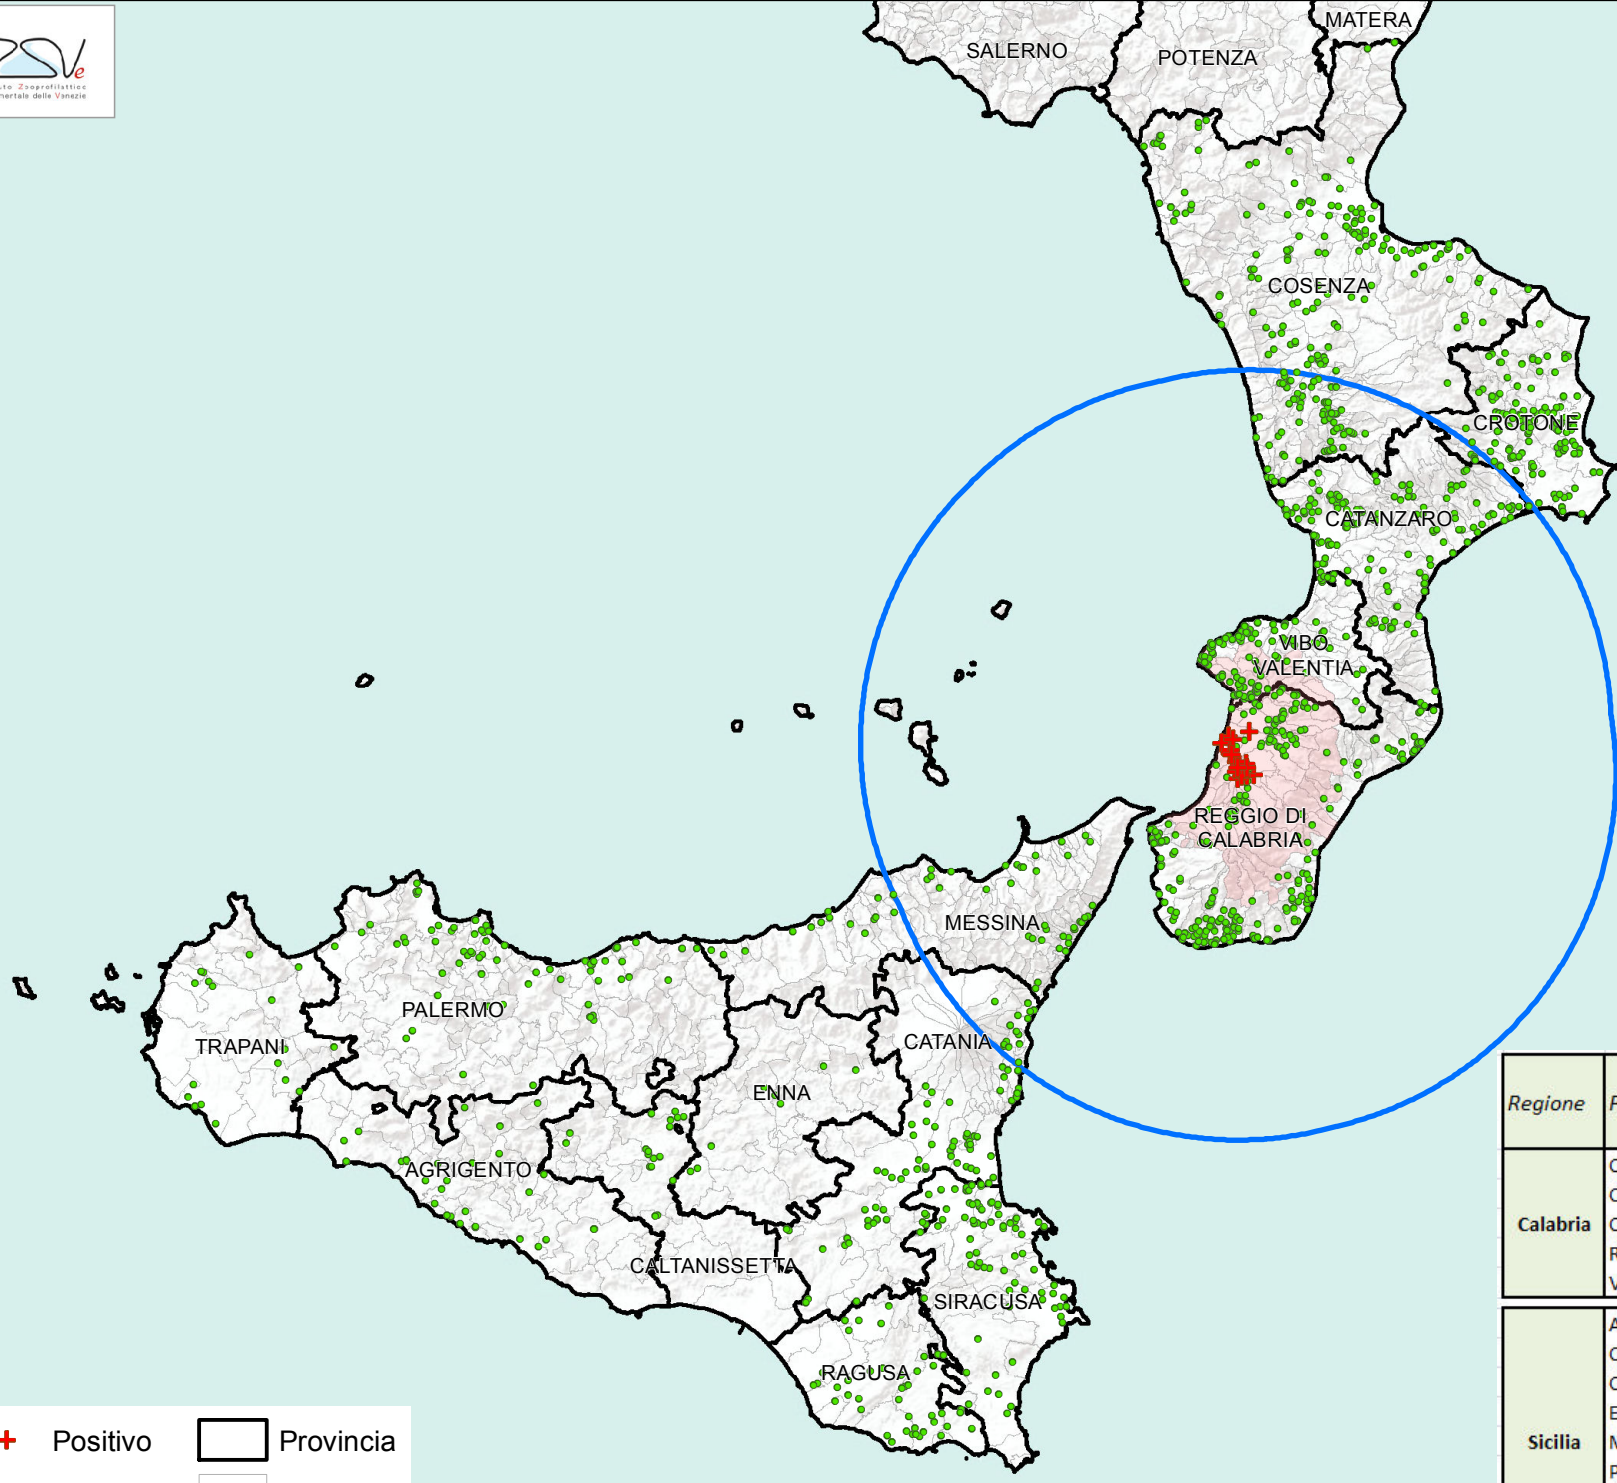 MATERA
SALERNO
POTENZA
COSENZA
CROTONE
CATANZARO
VIBO
VALENTIA
REGGIO DI
CALABRIA
MESSINA
PALERMO
TRAPANI
CATANIA
ENNA
AGRIGENTO
CALTANISSETTA
SIRACUSA
RAGUSA
Regione
Calabria
Sicilia
Positivo
Provincia